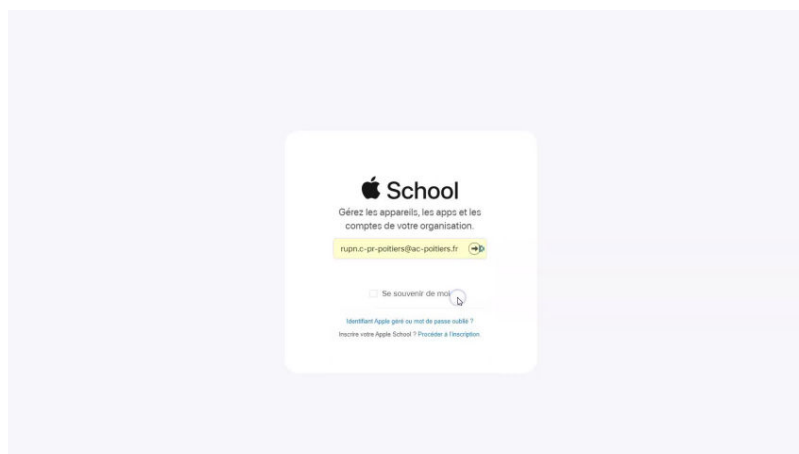 School
Gérez les appareils, les apps et les
comptes de votre organisation.
rupn.c-pr-poitiers@ac-poitiers.fr
Se souvenir de moi
Identifiant Apple géré ou mot de passe oublié ?
Inscrire votre Apple School ? Procéder à l'inscription.